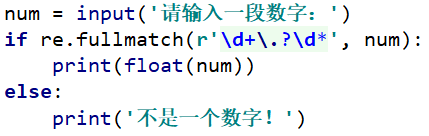 num = input('请输入一段数字：')
if re.fullmatch(r'\d+\.?\d*', num):
    print(float(num))
else:
    print('不是一个数字！')